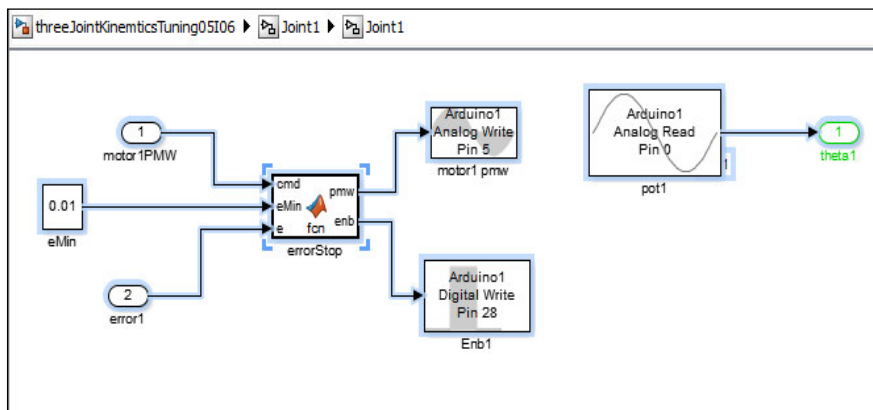 threeJointKinemticsTuning05I06 Joint1 Joint1
1
motor1PMW
0.01
eMin
2
error1
cmd
eMin
e
pmw
enb
fcn
errorStop
Arduino1
Analog Write
Pin 5
motor1 pmw
Arduino1
Digital Write
Pin 28
Enb1
Arduino1
Analog Read
Pin 0
1
pot1
1
theta1